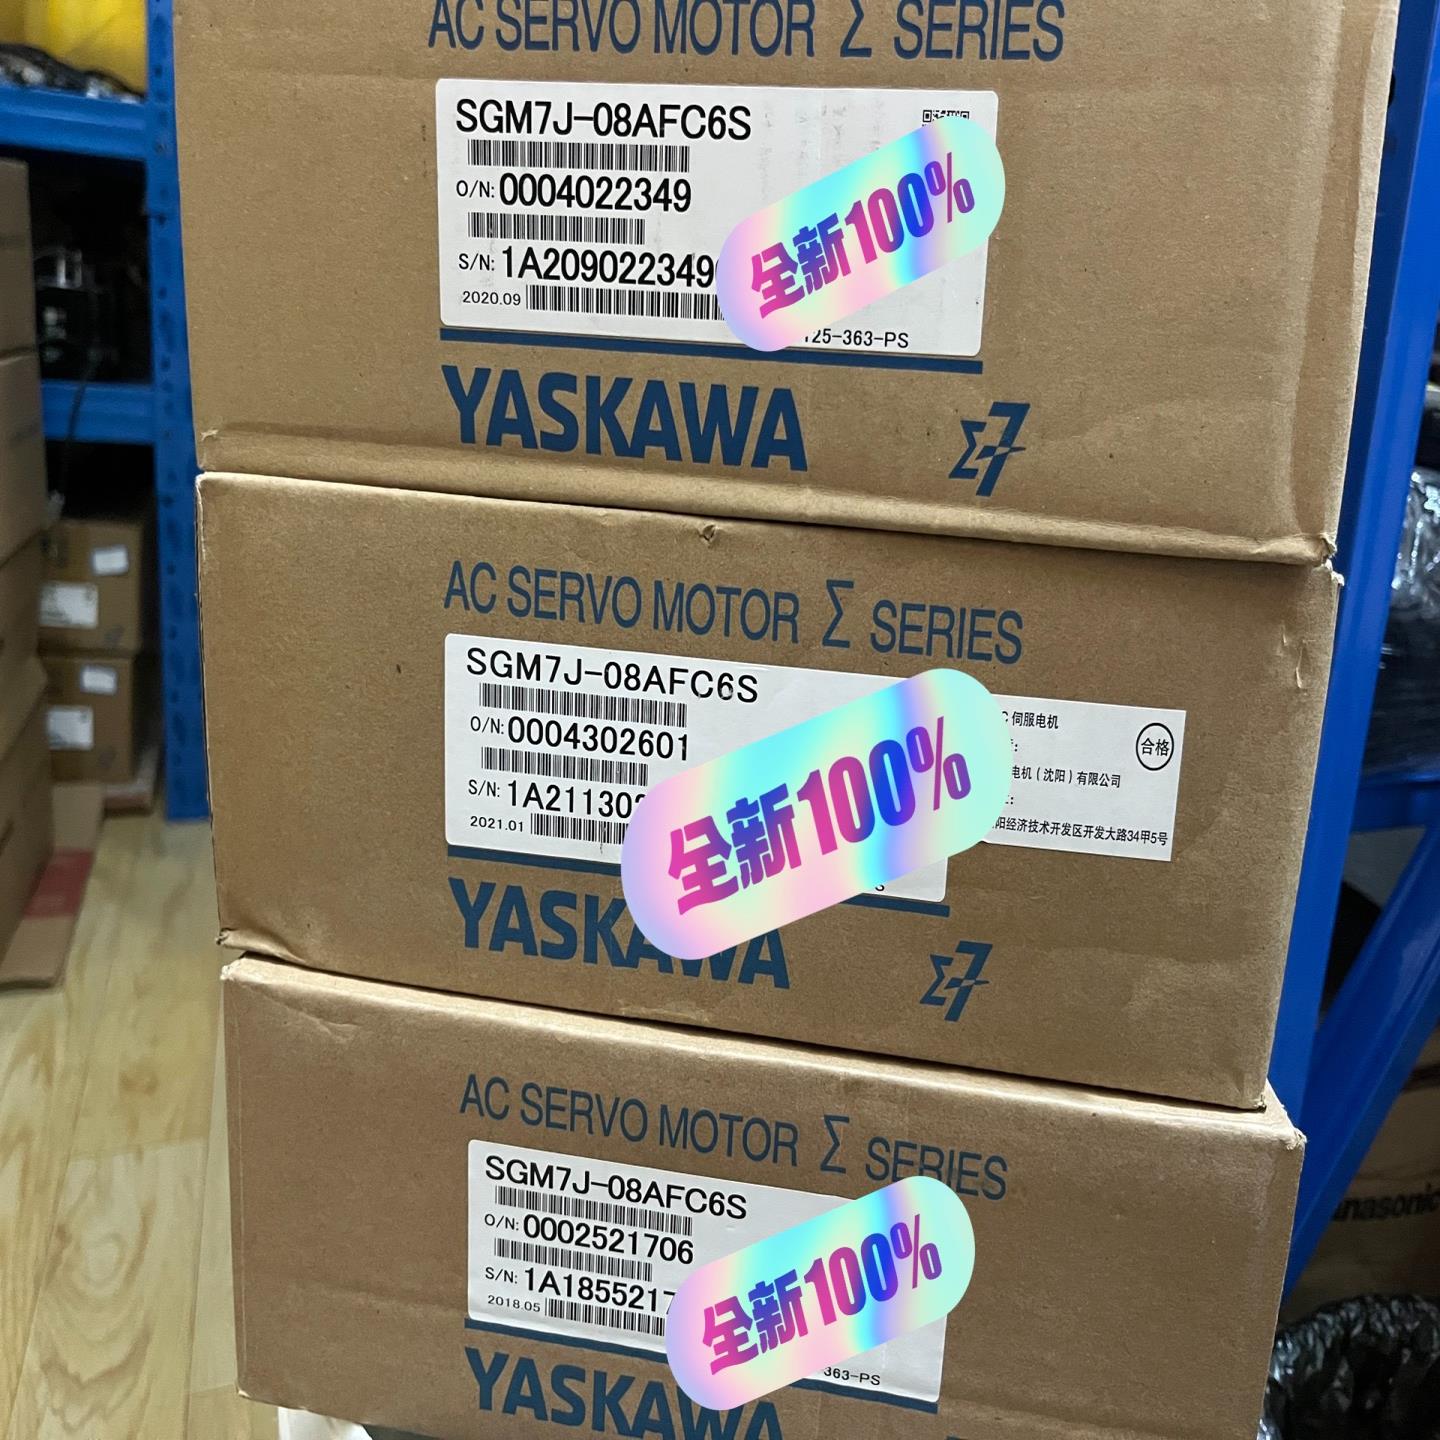 AC SERVO MOTOR Σ SERIES
SGM7J-08AFC6S
O/N: 0004022349
S/N: 1A209022349
2020.09
全新100%
125-363-PS
YASKAWA
Σ-7
AC SERVO MOTOR Σ SERIES
SGM7J-08AFC6S
O/N: 0004302601
S/N: 1A211130
2021.01
全新100%
S
C 伺服电机
合格
电机（沈阳）有限公司
阳经济技术开发区开发大路34甲5号
YASKAWA
Σ-7
AC SERVO MOTOR Σ SERIES
SGM7J-08AFC6S
O/N: 0002521706
S/N: 1A185521
2018.05
全新100%
363-PS
YASKAWA
anasonic